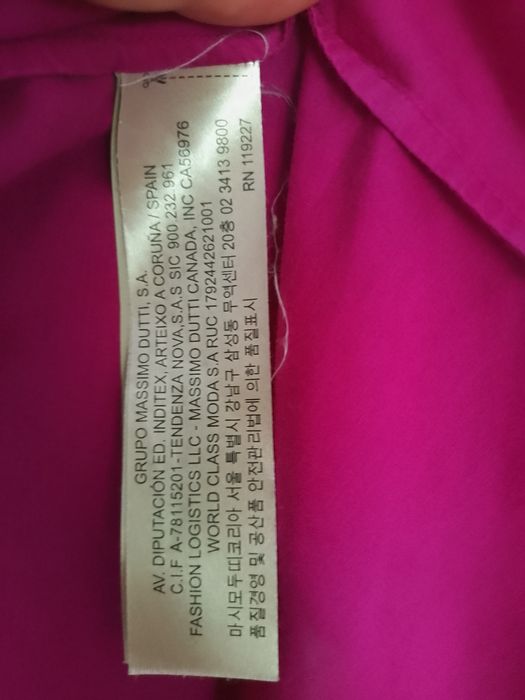 GRUPO MASSIMO DUTTI, S.A.
AV. DIPUTACIÓN ED. INDITEX, ARTEIXO A CORUÑA / SPAIN
C.I.F A-78115201-TENDENZA NOVA,S.A.S SIC 900 232 961
FASHION LOGISTICS LLC - MASSIMO DUTTI CANADA, INC CA56976
WORLD CLASS MODA S.A RUC 1792442621001
마시모두띠코리아 서울 특별시 강남구 삼성동 무역센터 20층 02 3413 9800
품질경영 및 공산품 안전관리법에 의한 품질표시
RN 119227